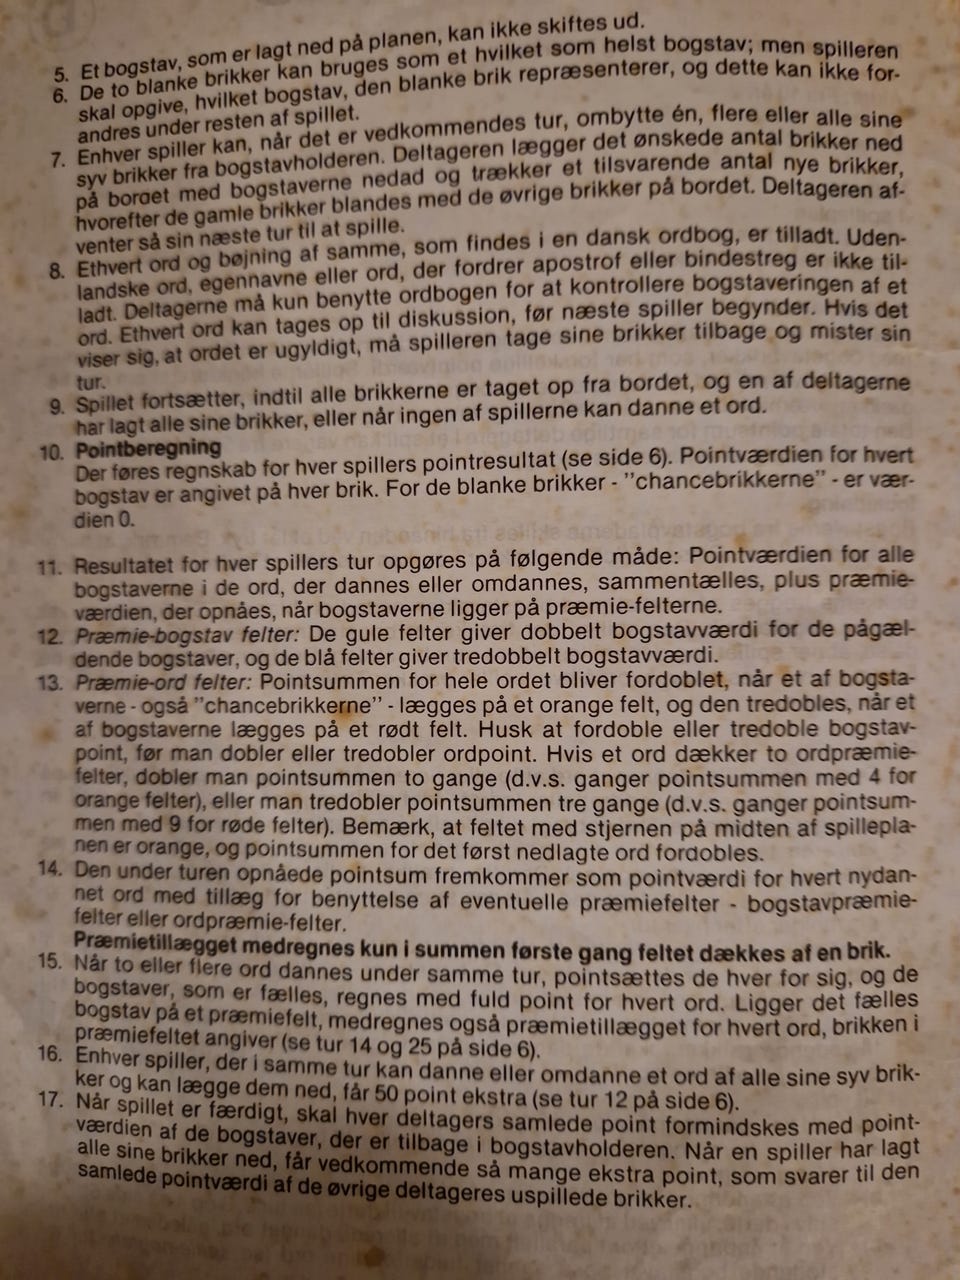 5. Et bogstav, som er lagt ned på planen, kan ikke skiftes ud.
6. De to blanke brikker kan bruges som et hvilket som helst bogstav; men spilleren
skal opgive, hvilket bogstav, den blanke brik repræsenterer, og dette kan ikke for-
andres under resten af spillet.
7. Enhver spiller kan, når det er vedkommendes tur, ombytte én, flere eller alle sine
syv brikker fra bogstavholderen. Deltageren lægger det ønskede antal brikker ned
på bordet med bogstaverne nedad og trækker et tilsvarende antal nye brikker,
hvorefter de gamle brikker blandes med de øvrige brikker på bordet. Deltageren af-
venter så sin næste tur til at spille.
8. Ethvert ord og bøjning af samme, som findes i en dansk ordbog, er tilladt. Uden-
landske ord, egennavne eller ord, der fordrer apostrof eller bindestreg er ikke til-
ladt. Deltagerne må kun benytte ordbogen for at kontrollere bogstaveringen af et
ord. Ethvert ord kan tages op til diskussion, før næste spiller begynder. Hvis det
viser sig, at ordet er ugyldigt, må spilleren tage sine brikker tilbage og mister sin
tur.
9. Spillet fortsætter, indtil alle brikkerne er taget op fra bordet, og en af deltagerne
har lagt alle sine brikker, eller når ingen af spillerne kan danne et ord.
10. Pointberegning
Der føres regnskab for hver spillers pointresultat (se side 6). Pointværdien for hvert
bogstav er angivet på hver brik. For de blanke brikker - "chancebrikkerne" - er vær-
dien 0.
11. Resultatet for hver spillers tur opgøres på følgende måde: Pointværdien for alle
bogstaverne i de ord, der dannes eller omdannes, sammentælles, plus præmie-
værdien, der opnåes, når bogstaverne ligger på præmie-felterne.
12. Præmie-bogstav felter: De gule felter giver dobbelt bogstavværdi for de pågæl-
dende bogstaver, og de blå felter giver tredobbelt bogstavværdi.
13. Præmie-ord felter: Pointsummen for hele ordet bliver fordoblet, når et af bogsta-
verne - også "chancebrikkerne" - lægges på et orange felt, og den tredobles, når et
af bogstaverne lægges på et rødt felt. Husk at fordoble eller tredoble bogstav-
point, før man dobler eller tredobler ordpoint. Hvis et ord dækker to ordpræmie-
felter, dobler man pointsummen to gange (d.v.s. ganger pointsummen med 4 for
orange felter), eller man tredobler pointsummen tre gange (d.v.s. ganger pointsum-
men med 9 for røde felter). Bemærk, at feltet med stjernen på midten af spillepla-
nen er orange, og pointsummen for det først nedlagte ord fordobles.
14. Den under turen opnåede pointsum fremkommer som pointværdi for hvert nydan-
net ord med tillæg for benyttelse af eventuelle præmiefelter - bogstavpræmie-
felter eller ordpræmie-felter.
Præmietillægget medregnes kun i summen første gang feltet dækkes af en brik.
15. Når to eller flere ord dannes under samme tur, pointsættes de hver for sig, og de
bogstaver, som er fælles, regnes med fuld point for hvert ord. Ligger det fælles
bogstav på et præmiefelt, medregnes også præmietillægget for hvert ord, brikken i
præmiefeltet angiver (se tur 14 og 25 på side 6).
16. Enhver spiller, der i samme tur kan danne eller omdanne et ord af alle sine syv brik-
ker og kan lægge dem ned, får 50 point ekstra (se tur 12 på side 6).
17. Når spillet er færdigt, skal hver deltagers samlede point formindskes med point-
værdien af de bogstaver, der er tilbage i bogstavholderen. Når en spiller har lagt
alle sine brikker ned, får vedkommende så mange ekstra point, som svarer til den
samlede pointværdi af de øvrige deltageres uspillede brikker.